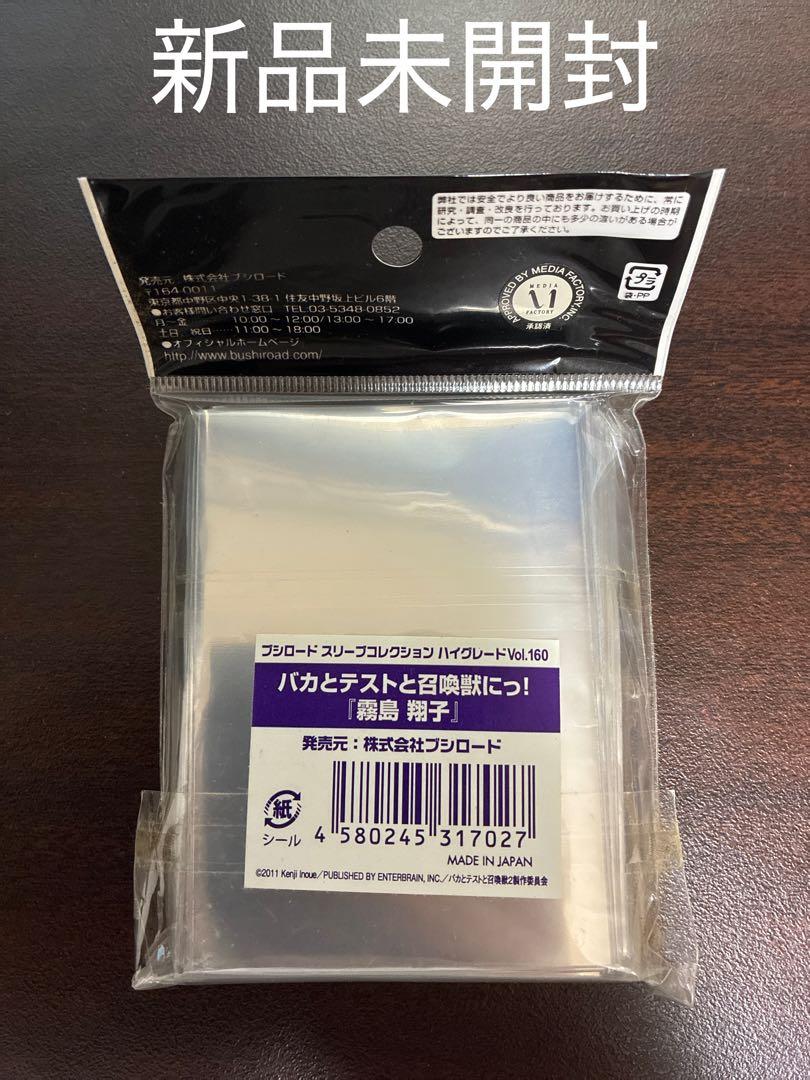 新品未開封
弊社では安全でより良い商品をお届けするために、常に
研究・調査・改良を行っております。お買い上げの時期
によって、同一の商品の中にも多少の違いがある場合が
ございますのでご了承ください。
発売元 株式会社ブシロード
〒164-0011
東京都中野区中央1-38-1 住友中野坂上ビル6階
●お客様問い合わせ窓口 TEL.03-5348-0852
月～金 10:00～12:00/13:00～17:00
土日、祝日……11:00～18:00
●オフィシャルホームページ
http://www.bushiroad.com/
APPROVED BY MEDIA FACTORY, INC.
MEDIA
FACTORY
承認済
プラ
袋・PP
ブシロード スリーブコレクション ハイグレードVol.160
バカとテストと召喚獣にっ!
『霧島 翔子』
発売元:株式会社ブシロード
紙
シール
4 580245 317027
MADE IN JAPAN
©2011 Kenji Inoue/PUBLISHED BY ENTERBRAIN, INC./バカとテストと召喚獣2製作委員会